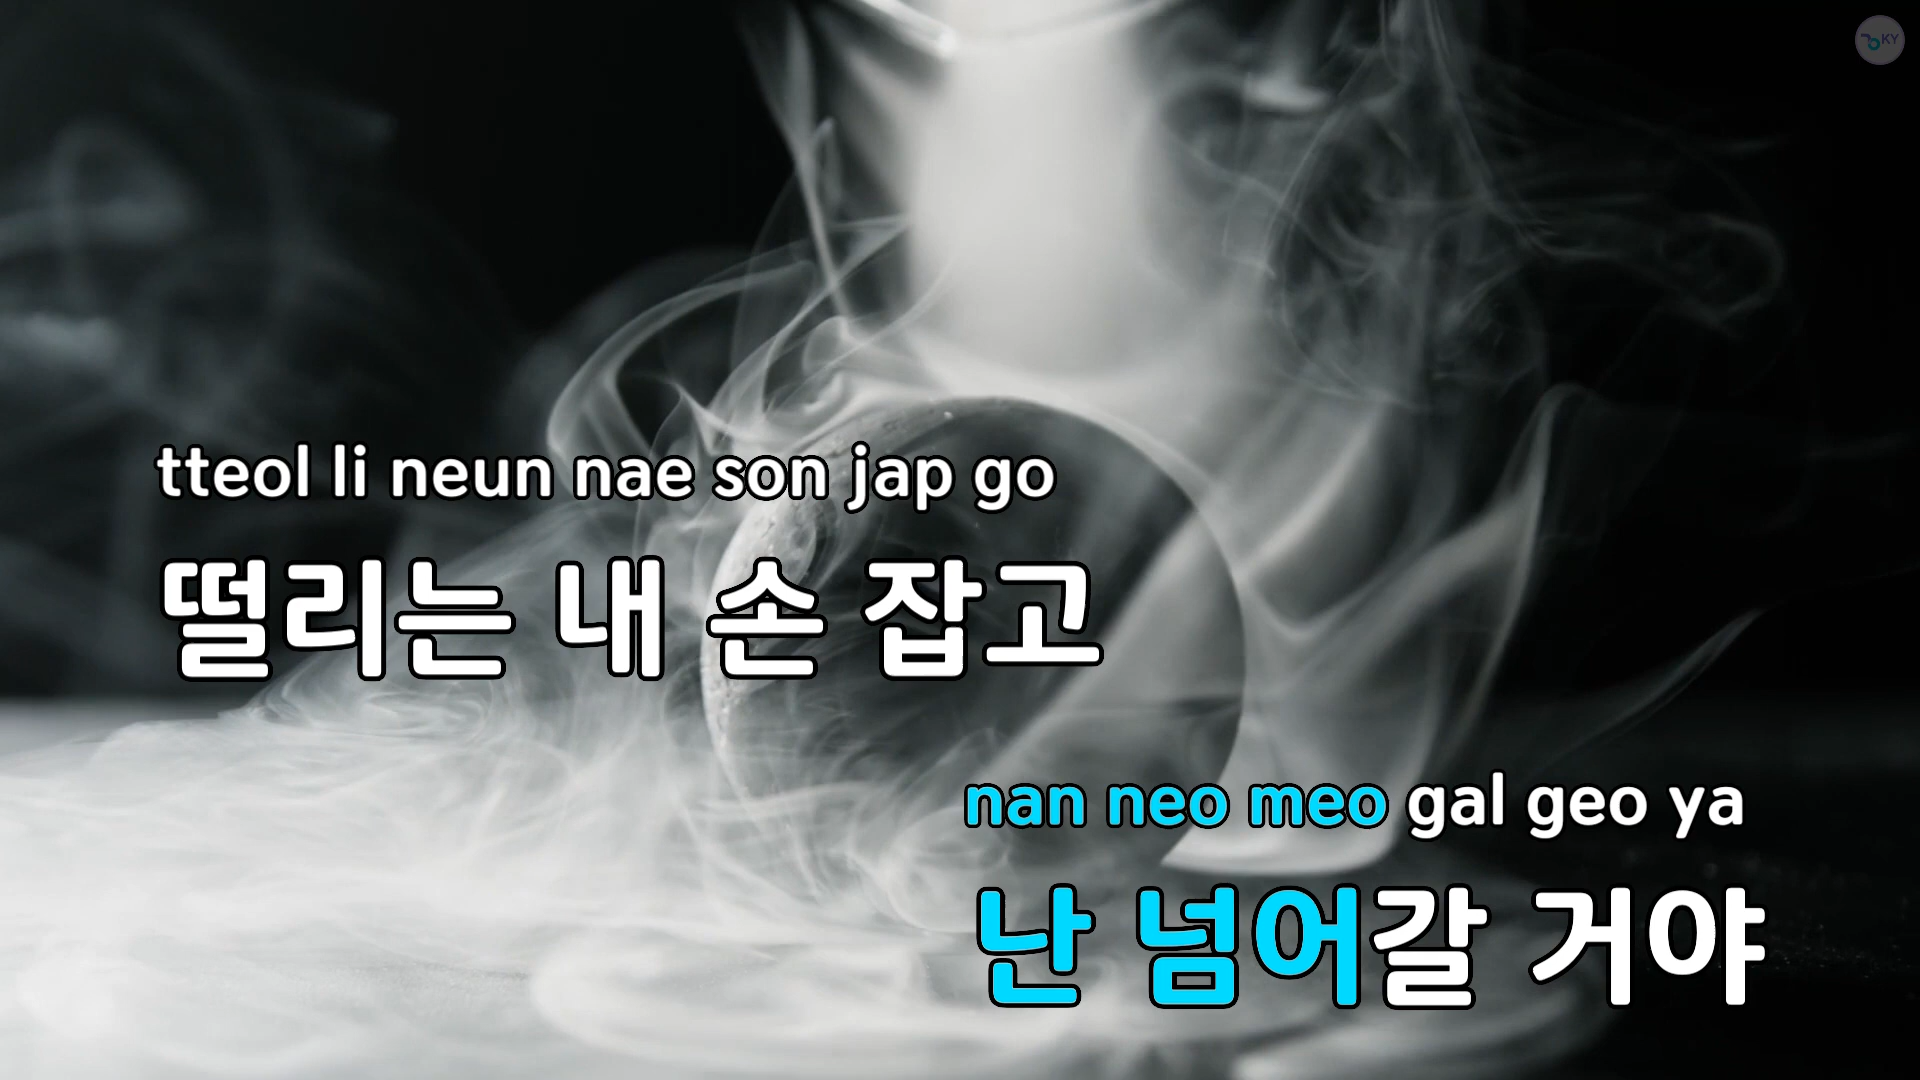 KY
tteol li neun nae son jap go
떨리는 내 손 잡고
nan neo meo gal geo ya
난 넘어갈 거야